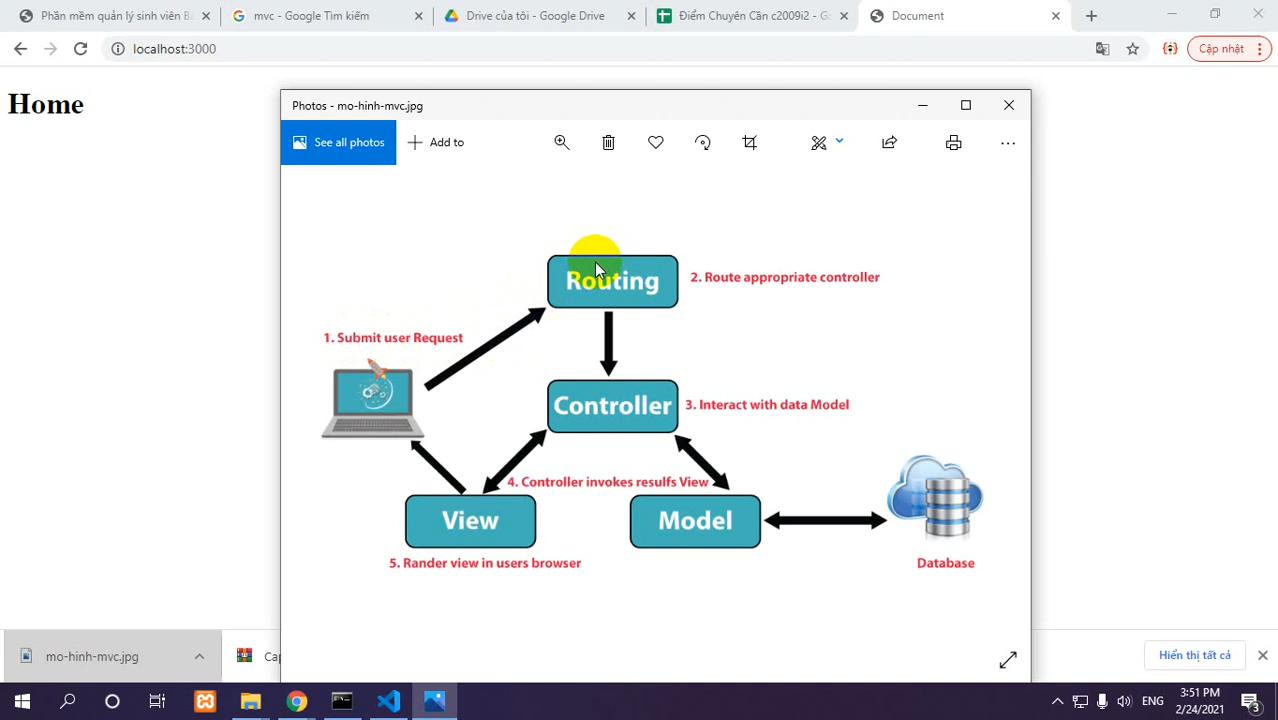 Phần mềm quản lý sinh viên B
mvc - Google Tìm kiếm
Drive của tôi - Google Drive
Điểm Chuyên Cần c2009i2 - G
Document
localhost:3000
Cập nhật
Home
Photos - mo-hinh-mvc.jpg
See all photos
Add to
Routing
2. Route appropriate controller
1. Submit user Request
Controller
3. Interact with data Model
4. Controller invokes resulfs View
View
Model
5. Rander view in users browser
Database
mo-hinh-mvc.jpg
Cap
Hiển thị tất cả
ENG
3:51 PM
2/24/2021
3